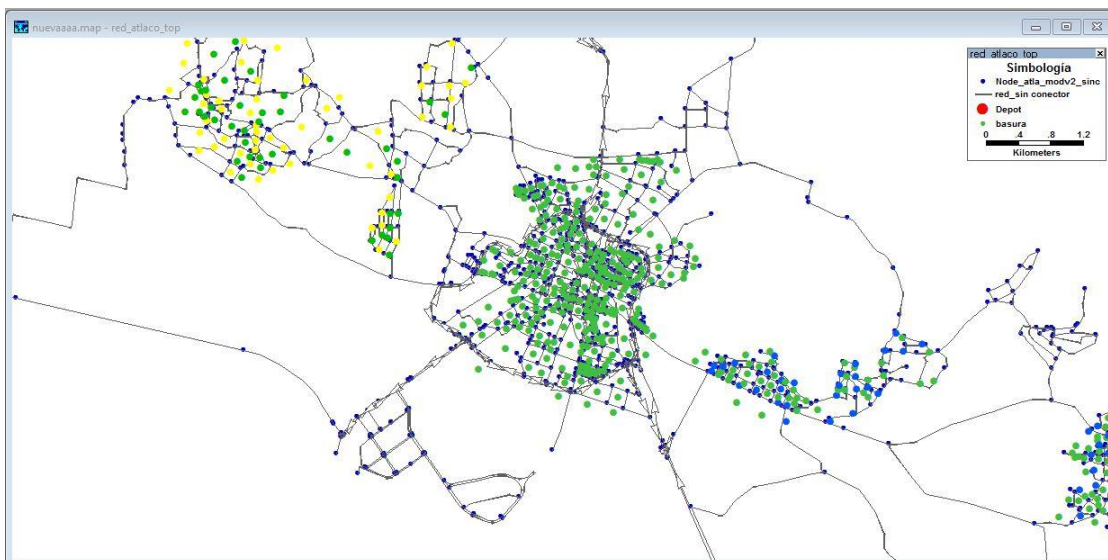 nuevaaaa.map - red_atlaco_top
red_atlaco_top
Simbología
Node_atla_modv2_sinc
red_sin conector
Depot
basura
0 .4 .8 1.2
Kilometers